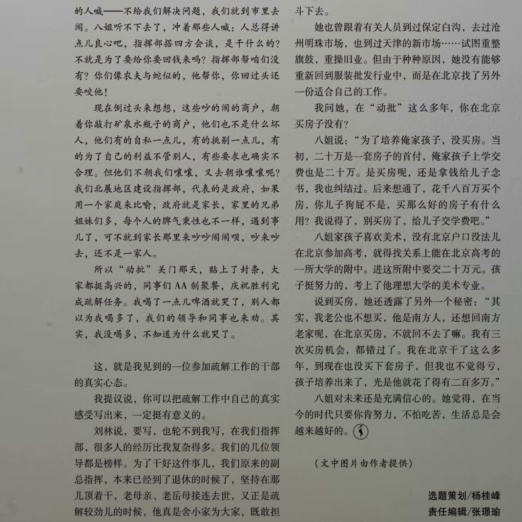 的人喊——不给我们解决问题，我们就到市里去
闹。八姐听不下去了，冲着那些人喊：人总得讲
点儿良心吧，指挥部搭四方会谈，是干什么的？
不就是为了要给你要回钱来吗？指挥部帮咱们没
有？你们像农夫与蛇似的，他帮你，你回过头还
要咬他！
现在倒过头来想想，这些吵的闹的商户，朝
着你敲打矿泉水瓶子的商户，他们也不是什么坏
人，他们有的自私一点儿，有的挑剔一点儿，有
的为了自己的利益不管别人，有些要求也确实不
合理。但他们不朝我们嚷嚷，又去朝谁嚷嚷呢？
我们北展地区建设指挥部，代表的是政府，如果
用一个家庭来比喻，政府就是家长，家里的兄弟
姐妹们多，每个人的脾气秉性也不一样，遇到事
儿了，可不就到家长那里来吵吵闹闹呗，吵来吵
去，还不是一家人。
所以“动批”关门那天，贴上了封条，大
家都挺高兴的，同事们 AA 制聚餐，庆祝胜利完
成疏解任务。我喝了一点儿啤酒就哭了，别人都
以为我喝多了，我们的领导和同事也来劝。其
实，我没喝多，不知道为什么就哭了。
这，就是我见到的一位参加疏解工作的干部
的真实心态。
我提议说，你可以把疏解工作中自己的真实
感受写出来，一定挺有意义的。
刘林说，要写，也轮不到我写，在我们指挥
部，很多人的经历比我复杂得多。我们的几位领
导都是榜样。为了干好这件事儿，我们原来的副
总指挥，本来已经到了退休的时候了，坚持在那
儿顶着干，老母亲、老岳母接连去世，又正是疏
解较劲儿的时候，他真是舍小家为大家，既敢担
斗下去。
她也曾跟着有关人员到过保定白沟，去过沧
州明珠市场，也到过天津的新市场……试图重整
旗鼓，重操旧业。但由于种种原因，她没有能够
重新回到服装批发行业中，而是在北京找了另外
一份适合自己的工作。
我问她，在“动批”这么多年，你在北京
买房子没有？
八姐说：“为了培养俺家孩子，没买房。当
初，二十万是一套房子的首付，俺家孩子上学交
费也是二十万。是买房呢，还是拿钱给儿子念
书，我也纠结过。后来想通了，花千八百万买个
房，你儿子狗屁不是，买那么好的房子有什么
用？我说得了，别买房了，给儿子交学费吧。”
八姐家孩子喜欢美术，没有北京户口没法儿
在北京参加高考，就得找关系上能在北京高考的
一所大学的附中。进这所附中要交二十万元。孩
子挺努力的，考上了他理想大学的美术专业。
说到买房，她还透露了另外一个秘密：“其
实，我老公也不想买，他是南方人，还想回南方
老家呢，在北京买房，不就回不去了嘛。我有三
次买房机会，都错过了。我在北京干了这么多
年，到现在也没买下套房子，但我也不觉得亏，
孩子培养出来了，光是他就花了得有二百多万。”
八姐对未来还是充满信心的。她觉得，在当
今的时代只要你肯努力，不怕吃苦，生活总是会
越来越好的。
（文中图片由作者提供）
选题策划/杨桂峰
责任编辑/张璟瑜